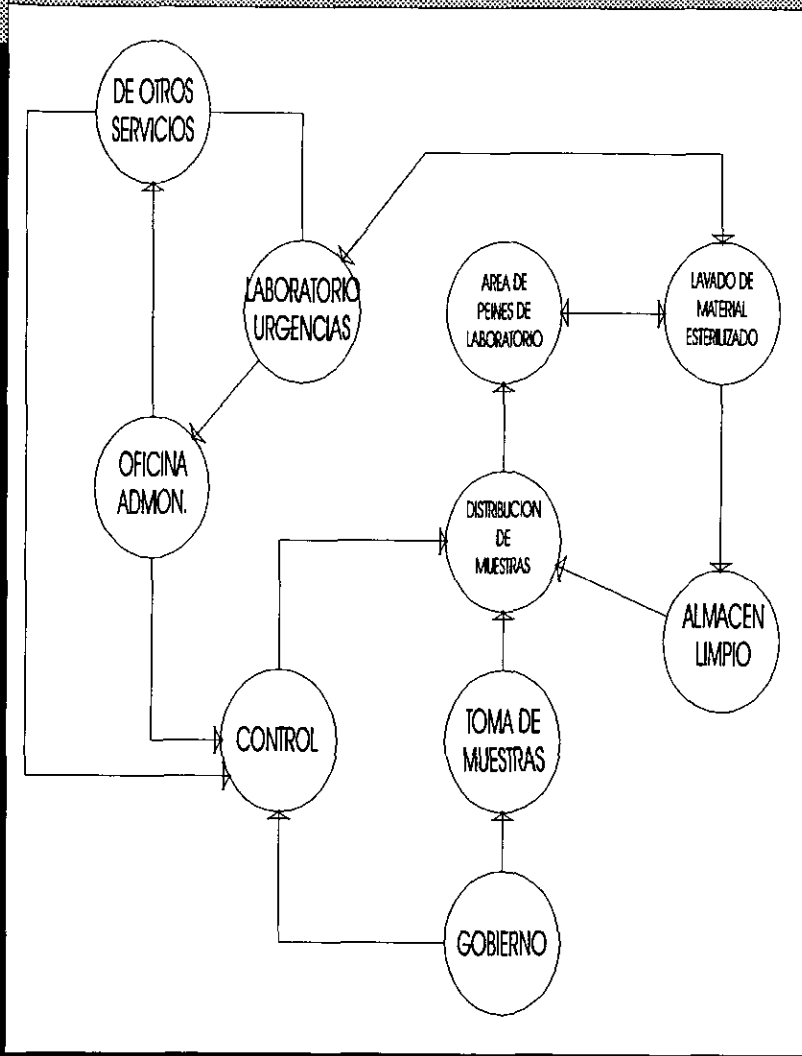 DE OTROS
SERVICIOS
LABORATORIO
URGENCIAS
AREA DE
PEINES DE
LABORATORIO
LAVADO DE
MATERIAL
ESTERILIZADO
OFICINA
ADMON.
DISTRIBUCION
DE
MUESTRAS
ALMACEN
LIMPIO
CONTROL
TOMA DE
MUESTRAS
GOBIERNO